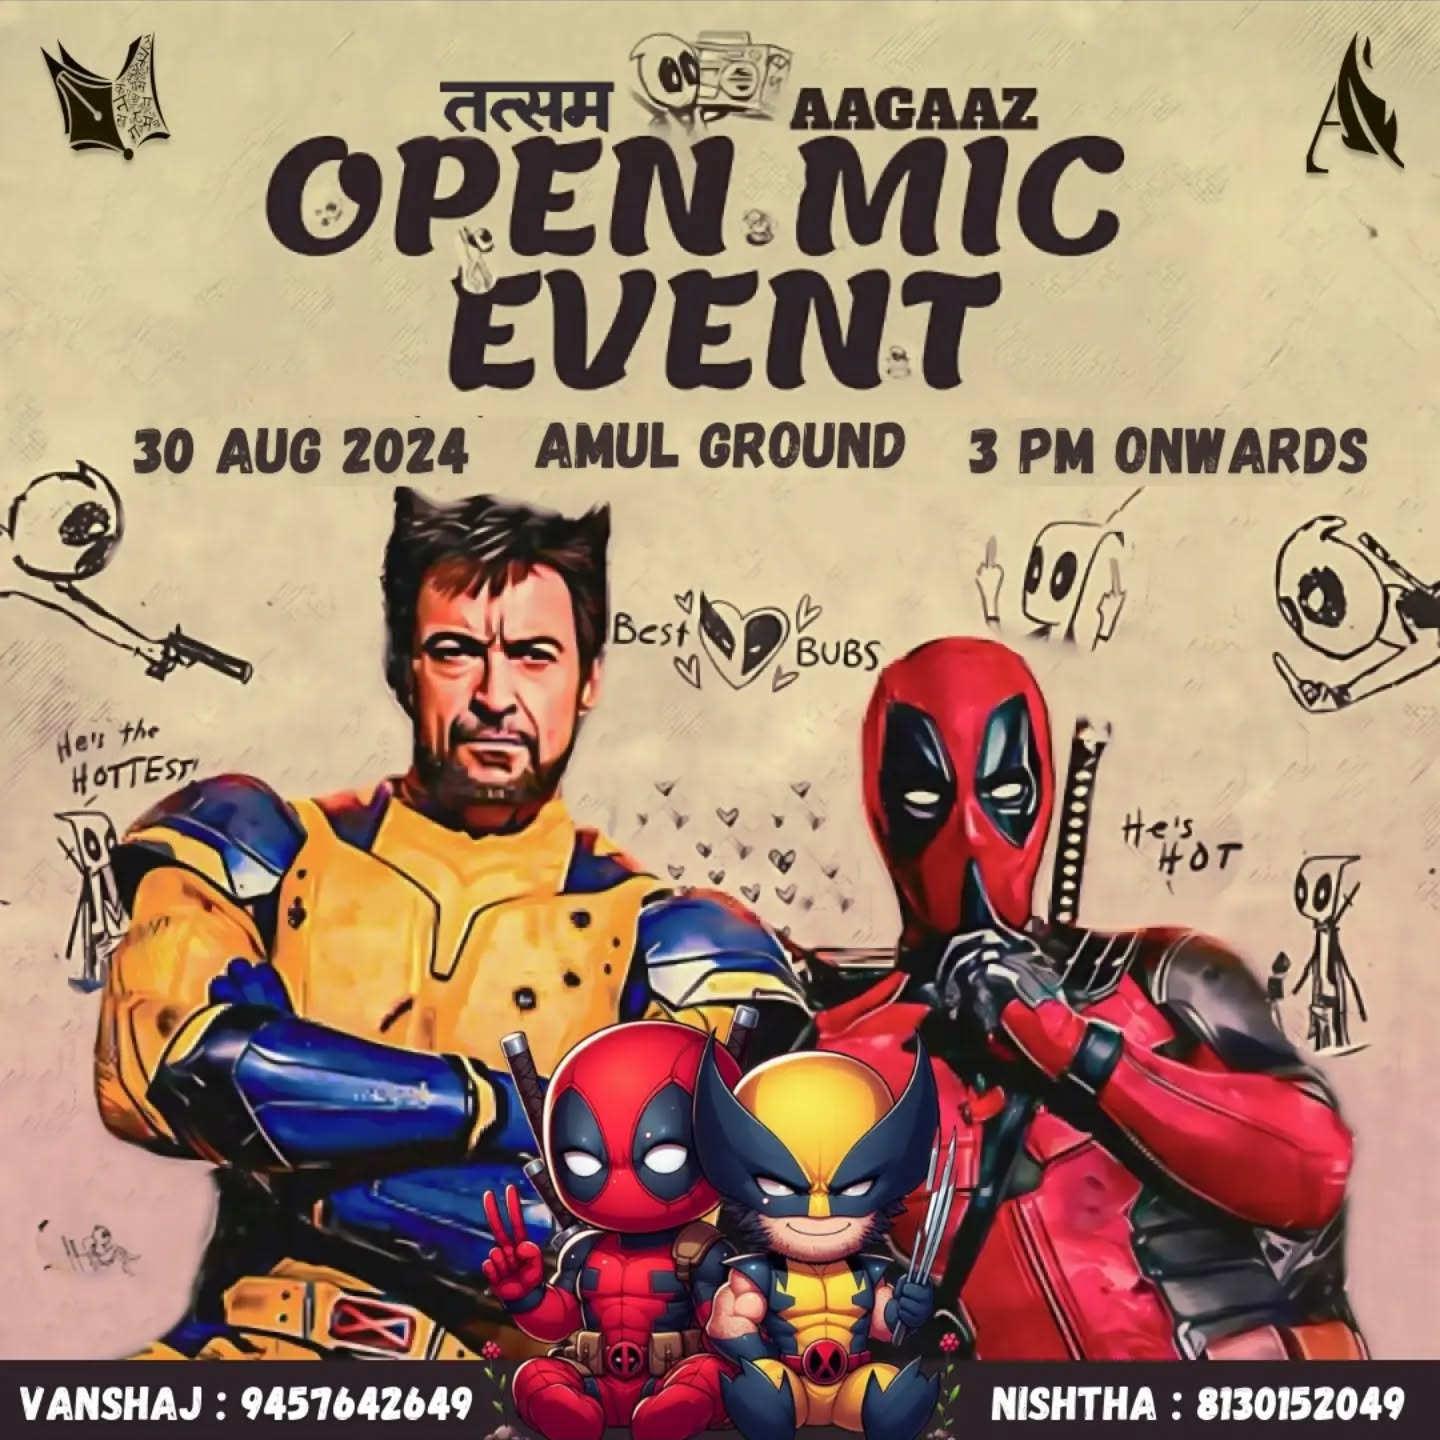 तत्सम AAGAAZ
OPEN MIC
EVENT
30 AUG 2024 AMUL GROUND 3 PM ONWARDS
Best BUBS
He's the
HOTTEST!
He's
HOT
VANSHAJ : 9457642649 NISHTHA : 8130152049